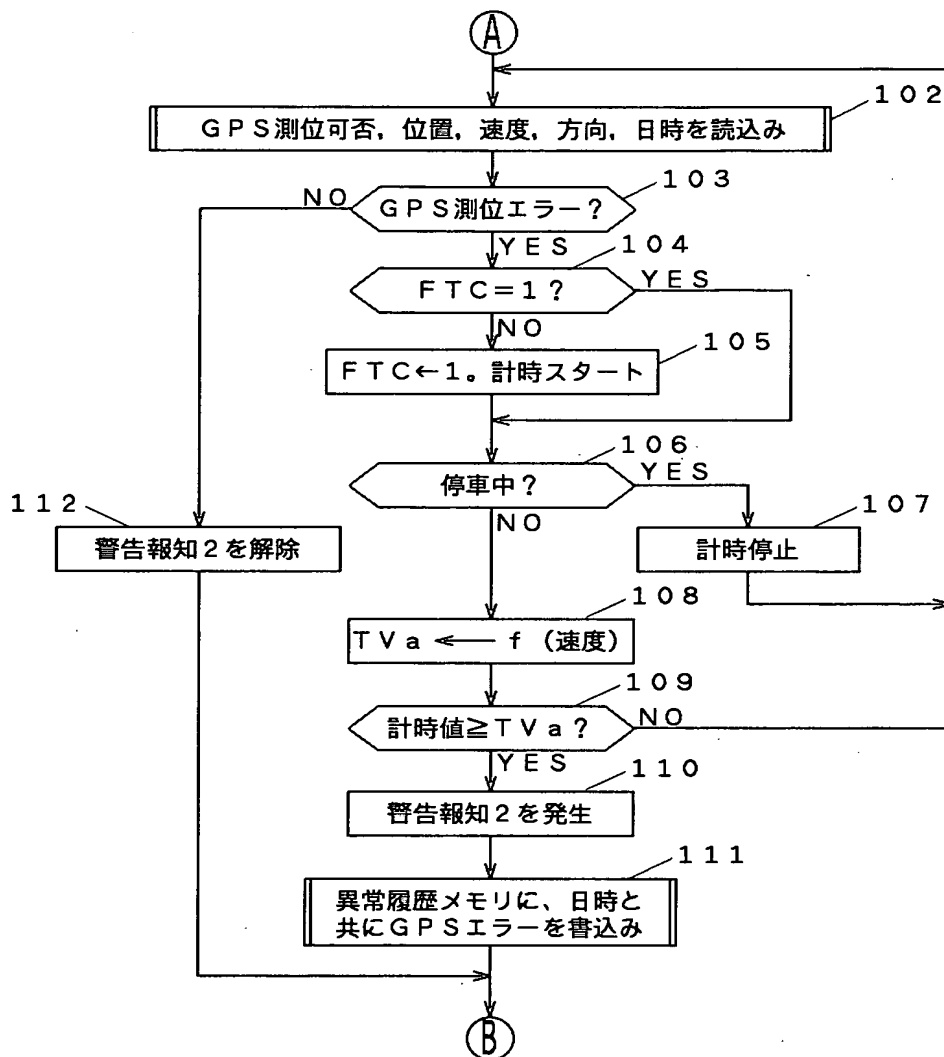 A
102
GPS測位可否，位置，速度，方向，日時を読込み
103
NO
GPS測位エラー？
YES
104
FTC＝1？
YES
NO
105
FTC←1。計時スタート
106
停車中？
YES
112
NO
107
警告報知2を解除
計時停止
108
TVa ← f（速度）
109
計時値≧TVa？
NO
YES
110
警告報知2を発生
111
異常履歴メモリに、日時と
共にGPSエラーを書込み
B